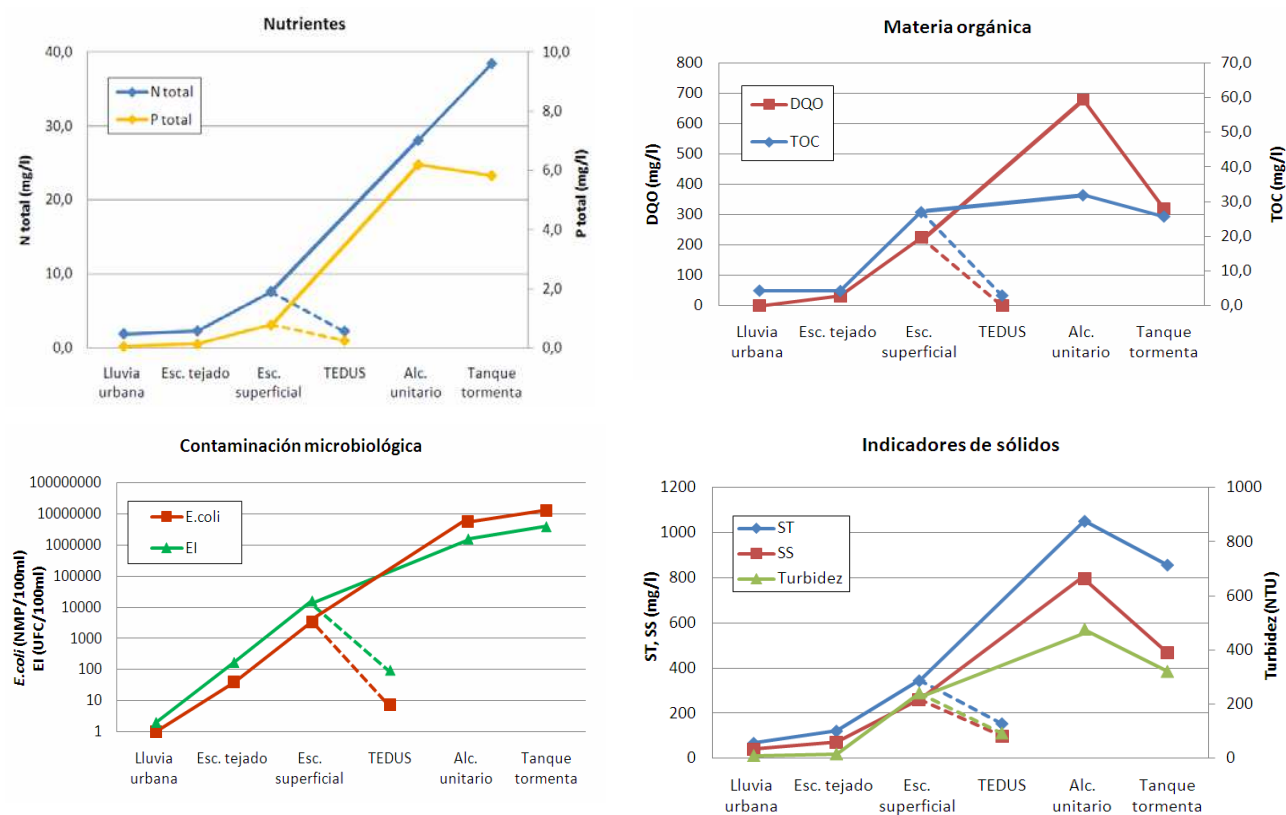 Nutrientes
40,0
30,0
20,0
10,0
0,0
N total (mg/l)
N total
P total
10,0
8,0
6,0
4,0
2,0
0,0
P total (mg/l)
Lluvia
urbana
Esc. tejado
Esc.
superficial
TEDUS
Alc.
unitario
Tanque
tormenta
Materia orgánica
800
700
600
500
400
300
200
100
0
DQO (mg/l)
DQO
TOC
70,0
60,0
50,0
40,0
30,0
20,0
10,0
0,0
TOC (mg/l)
Lluvia
urbana
Esc. tejado
Esc.
superficial
TEDUS
Alc.
unitario
Tanque
tormenta
Contaminación microbiológica
100000000
10000000
1000000
100000
10000
1000
100
10
1
E.coli (NMP/100ml)
EI (UFC/100ml)
E.coli
EI
Lluvia
urbana
Esc. tejado
Esc.
superficial
TEDUS
Alc.
unitario
Tanque
tormenta
Indicadores de sólidos
1200
1000
800
600
400
200
0
ST, SS (mg/l)
ST
SS
Turbidez
1000
800
600
400
200
0
Turbidez (NTU)
Lluvia
urbana
Esc. tejado
Esc.
superficial
TEDUS
Alc.
unitario
Tanque
tormenta